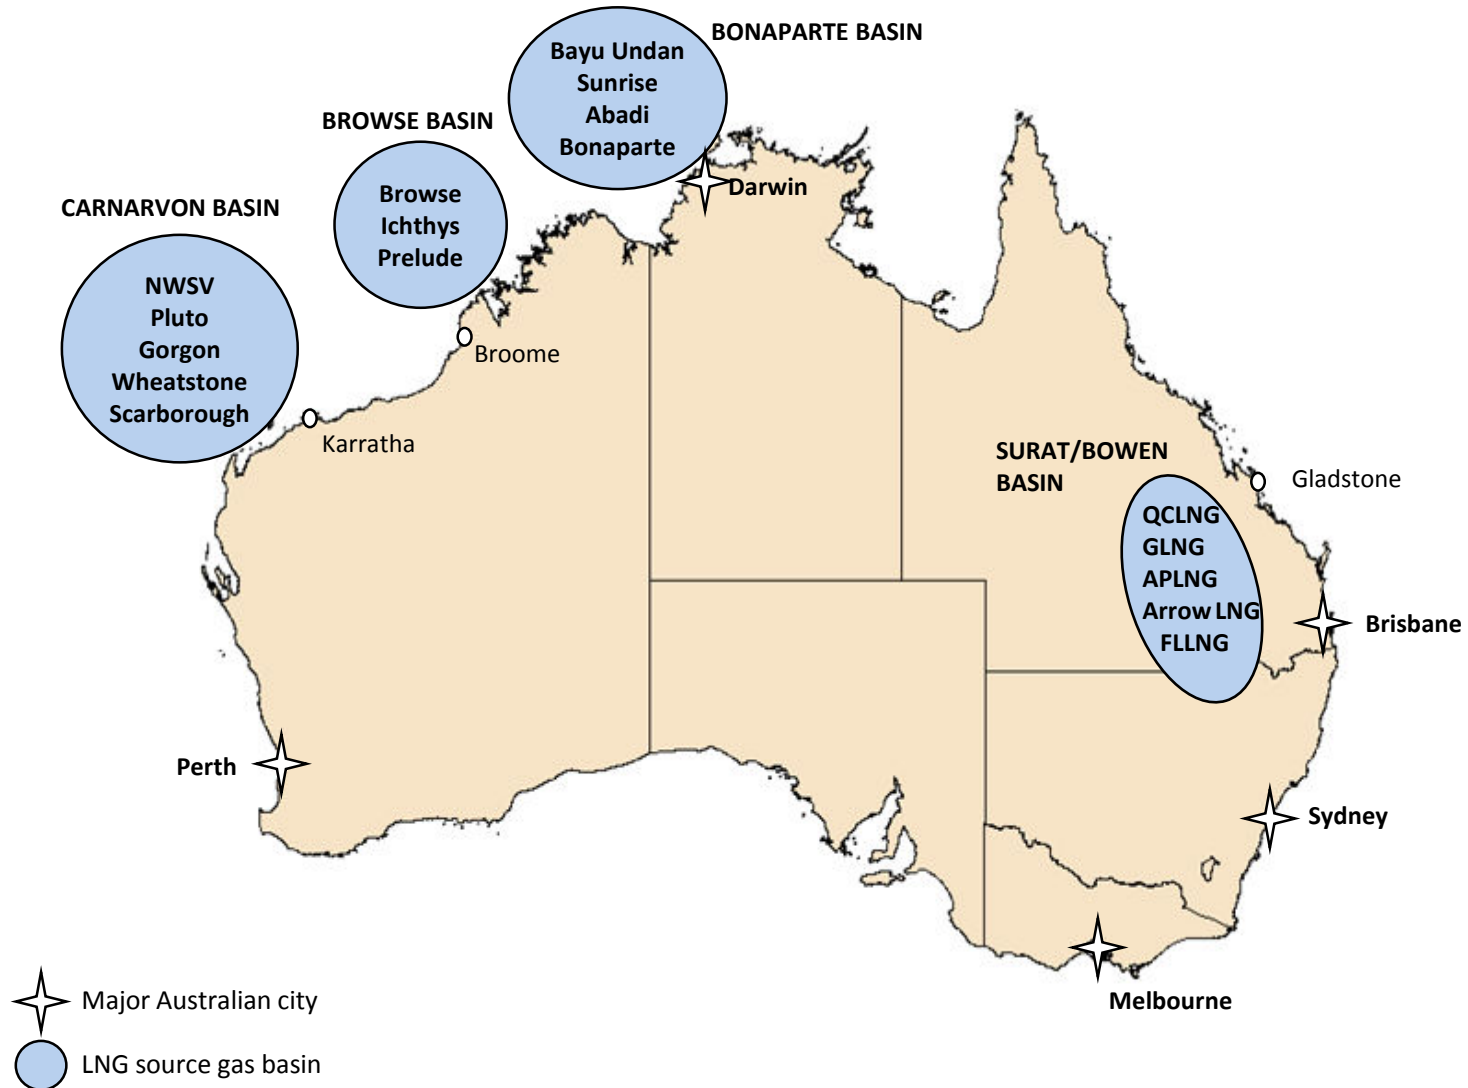 BONAPARTE BASIN
Bayu Undan
Sunrise
Abadi
Bonaparte
BROWSE BASIN
Browse
Ichthys
Prelude
Darwin
CARNARVON BASIN
NWSV
Pluto
Gorgon
Wheatstone
Scarborough
Broome
Karratha
SURAT/BOWEN
BASIN
QCLNG
GLNG
APLNG
Arrow LNG
FLLNG
Gladstone
Brisbane
Perth
Sydney
Melbourne
Major Australian city
LNG source gas basin